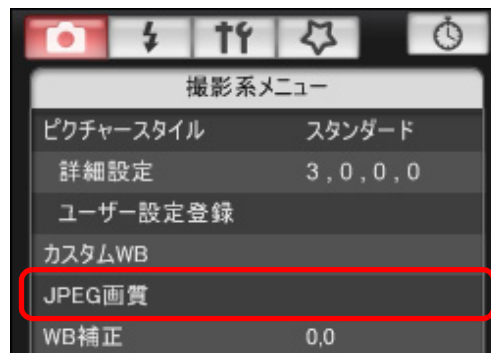 撮影系メニュー
ピクチャースタイル スタンダード
詳細設定 3,0,0,0
ユーザー設定登録
カスタムWB
JPEG画質
WB補正 0,0